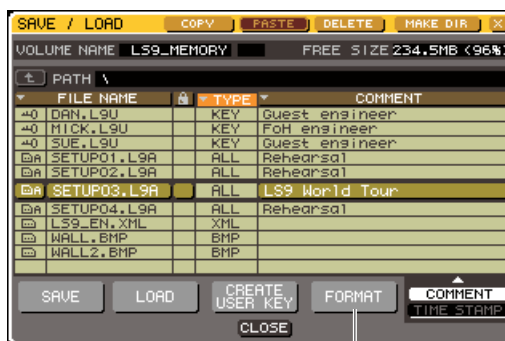 SAVE / LOAD COPY PASTE DELETE MAKE DIR X
VOLUME NAME LS9_MEMORY FREE SIZE 234.5MB (96%)
PATH \
FILE NAME TYPE COMMENT
DAN.L9U KEY Guest engineer
MICK.L9U KEY FoH engineer
SUE.L9U KEY Guest engineer
SETUP01.L9A ALL Rehearsal
SETUP02.L9A ALL Rehearsal
SETUP03.L9A ALL LS9 World Tour
SETUP04.L9A ALL Rehearsal
LS9_EN.XML XML
WALL.BMP BMP
WALL2.BMP BMP
SAVE LOAD CREATE USER KEY FORMAT COMMENT
TIME STAMP
CLOSE